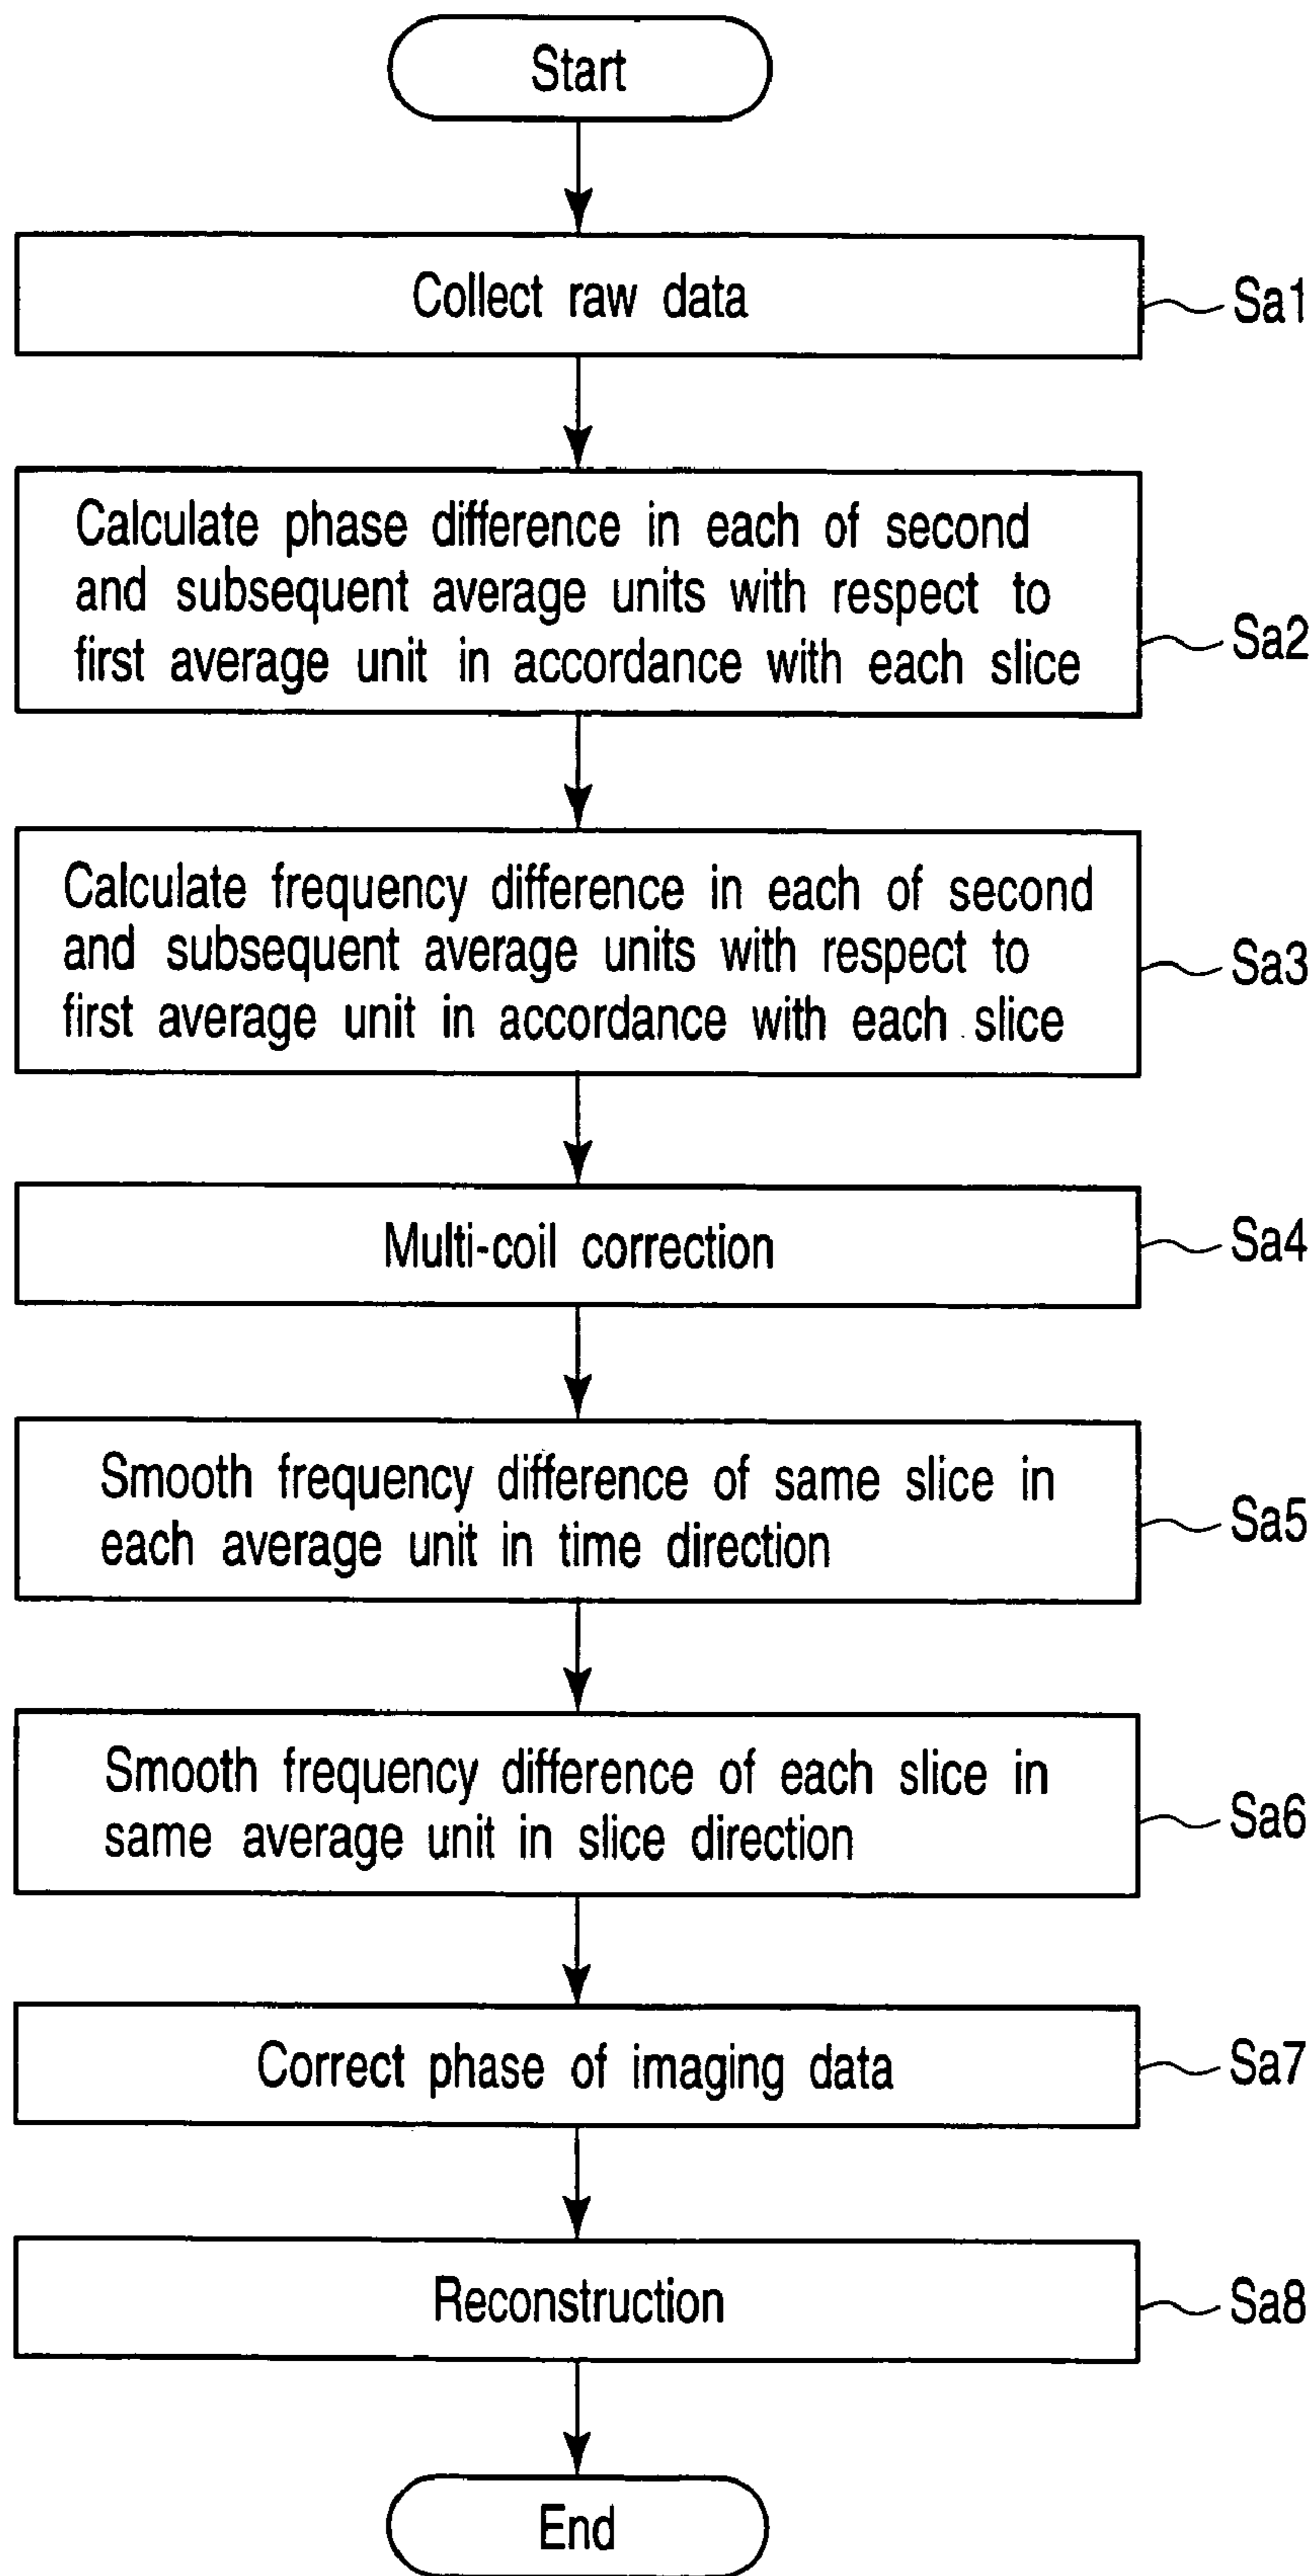 Start
Collect raw data
Sa1
Calculate phase difference in each of second
and subsequent average units with respect to
first average unit in accordance with each slice
Sa2
Calculate frequency difference in each of second
and subsequent average units with respect to
first average unit in accordance with each slice
Sa3
Multi-coil correction
Sa4
Smooth frequency difference of same slice in
each average unit in time direction
Sa5
Smooth frequency difference of each slice in
same average unit in slice direction
Sa6
Correct phase of imaging data
Sa7
Reconstruction
Sa8
End